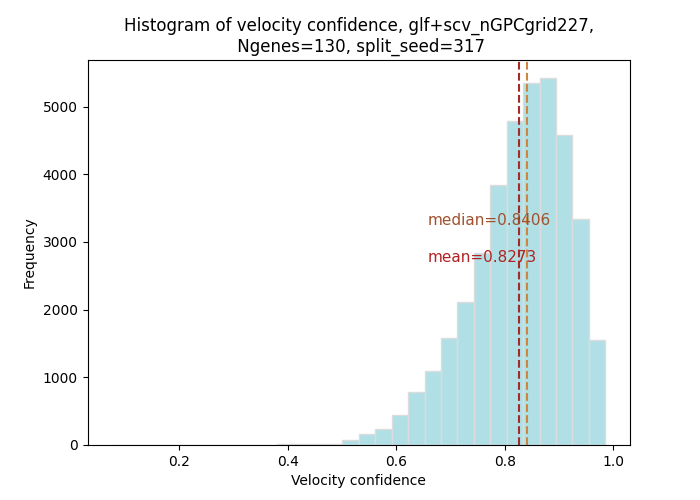 Histogram of velocity confidence, glf+scv_nGPCgrid227,
Ngenes=130, split_seed=317
Frequency
5000
4000
3000
2000
1000
0
median=0.8406
mean=0.8273
0.2
0.4
0.6
0.8
1.0
Velocity confidence